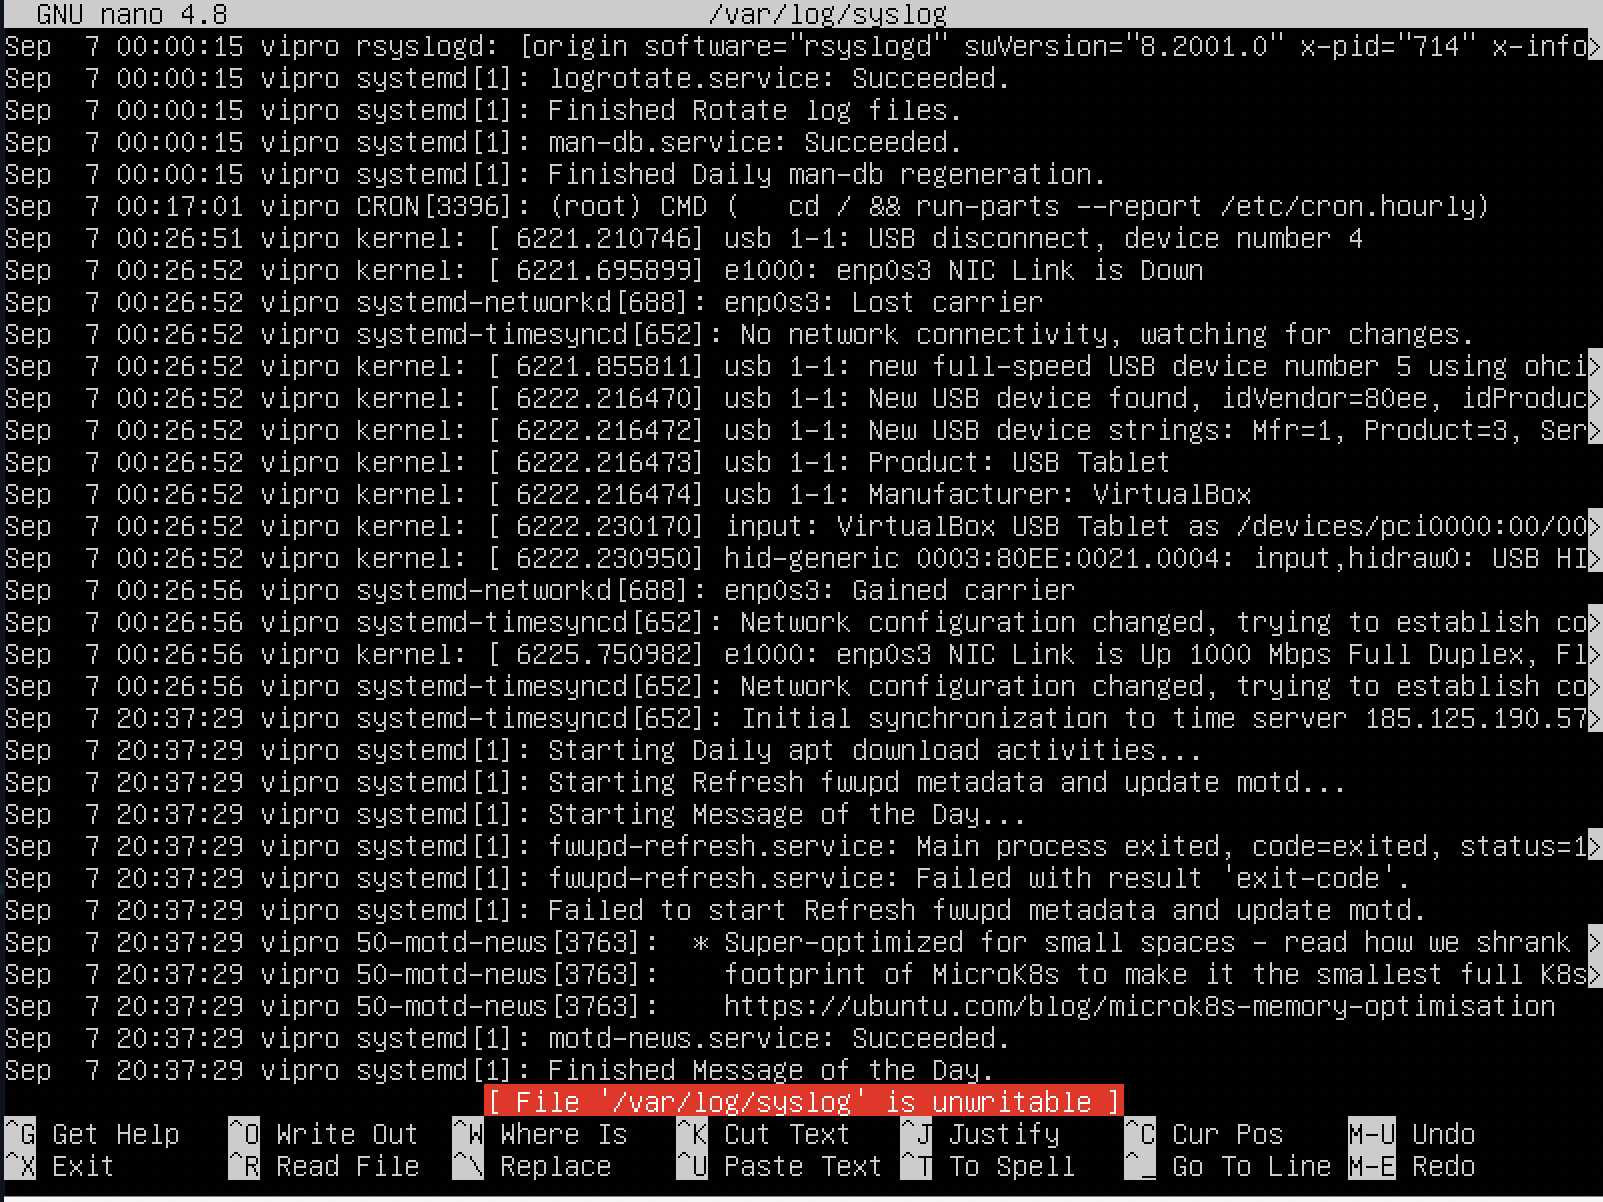 GNU nano 4.8 /var/log/syslog
Sep  7 00:00:15 vipro rsyslogd: [origin software="rsyslogd" swVersion="8.2001.0" x-pid="714" x-info>
Sep  7 00:00:15 vipro systemd[1]: logrotate.service: Succeeded.
Sep  7 00:00:15 vipro systemd[1]: Finished Rotate log files.
Sep  7 00:00:15 vipro systemd[1]: man-db.service: Succeeded.
Sep  7 00:00:15 vipro systemd[1]: Finished Daily man-db regeneration.
Sep  7 00:17:01 vipro CRON[3396]: (root) CMD (   cd / && run-parts --report /etc/cron.hourly)
Sep  7 00:26:51 vipro kernel: [ 6221.210746] usb 1-1: USB disconnect, device number 4
Sep  7 00:26:52 vipro kernel: [ 6221.695899] e1000: enp0s3 NIC Link is Down
Sep  7 00:26:52 vipro systemd-networkd[688]: enp0s3: Lost carrier
Sep  7 00:26:52 vipro systemd-timesyncd[652]: No network connectivity, watching for changes.
Sep  7 00:26:52 vipro kernel: [ 6221.855811] usb 1-1: new full-speed USB device number 5 using ohci>
Sep  7 00:26:52 vipro kernel: [ 6222.216470] usb 1-1: New USB device found, idVendor=80ee, idProduc>
Sep  7 00:26:52 vipro kernel: [ 6222.216472] usb 1-1: New USB device strings: Mfr=1, Product=3, Ser>
Sep  7 00:26:52 vipro kernel: [ 6222.216473] usb 1-1: Product: USB Tablet
Sep  7 00:26:52 vipro kernel: [ 6222.216474] usb 1-1: Manufacturer: VirtualBox
Sep  7 00:26:52 vipro kernel: [ 6222.230170] input: VirtualBox USB Tablet as /devices/pci0000:00/00>
Sep  7 00:26:52 vipro kernel: [ 6222.230950] hid-generic 0003:80EE:0021.0004: input,hidraw0: USB HI>
Sep  7 00:26:56 vipro systemd-networkd[688]: enp0s3: Gained carrier
Sep  7 00:26:56 vipro systemd-timesyncd[652]: Network configuration changed, trying to establish co>
Sep  7 00:26:56 vipro kernel: [ 6225.750982] e1000: enp0s3 NIC Link is Up 1000 Mbps Full Duplex, Fl>
Sep  7 00:26:56 vipro systemd-timesyncd[652]: Network configuration changed, trying to establish co>
Sep  7 20:37:29 vipro systemd-timesyncd[652]: Initial synchronization to time server 185.125.190.57>
Sep  7 20:37:29 vipro systemd[1]: Starting Daily apt download activities...
Sep  7 20:37:29 vipro systemd[1]: Starting Refresh fwupd metadata and update motd...
Sep  7 20:37:29 vipro systemd[1]: Starting Message of the Day...
Sep  7 20:37:29 vipro systemd[1]: fwupd-refresh.service: Main process exited, code=exited, status=1>
Sep  7 20:37:29 vipro systemd[1]: fwupd-refresh.service: Failed with result 'exit-code'.
Sep  7 20:37:29 vipro systemd[1]: Failed to start Refresh fwupd metadata and update motd.
Sep  7 20:37:29 vipro 50-motd-news[3763]:  * Super-optimized for small spaces - read how we shrank >
Sep  7 20:37:29 vipro 50-motd-news[3763]:    footprint of MicroK8s to make it the smallest full K8s>
Sep  7 20:37:29 vipro 50-motd-news[3763]:    https://ubuntu.com/blog/microk8s-memory-optimisation
Sep  7 20:37:29 vipro systemd[1]: motd-news.service: Succeeded.
Sep  7 20:37:29 vipro systemd[1]: Finished Message of the Day.
[ File '/var/log/syslog' is unwritable ]
^G Get Help ^O Write Out ^W Where Is ^K Cut Text ^J Justify ^C Cur Pos M-U Undo
^X Exit ^R Read File ^\ Replace ^U Paste Text ^T To Spell ^_ Go To Line M-E Redo